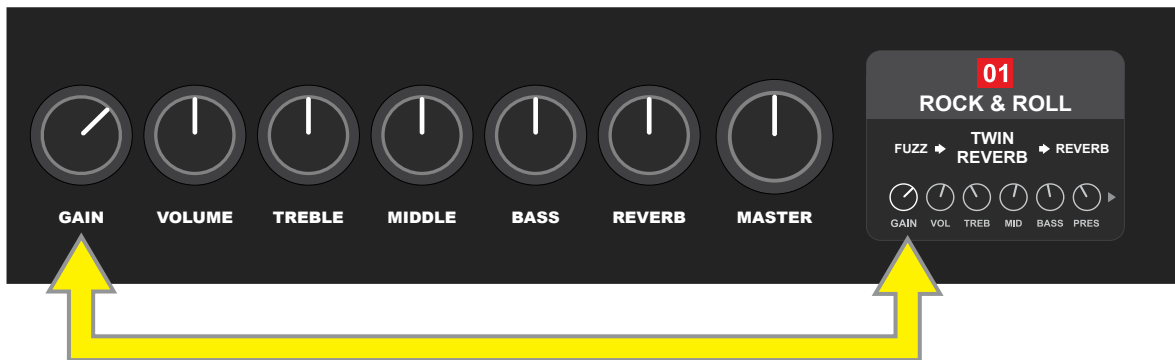 01
ROCK & ROLL
FUZZ TWIN REVERB REVERB
GAIN VOL TREB MID BASS PRES
GAIN VOLUME TREBLE MIDDLE BASS REVERB MASTER